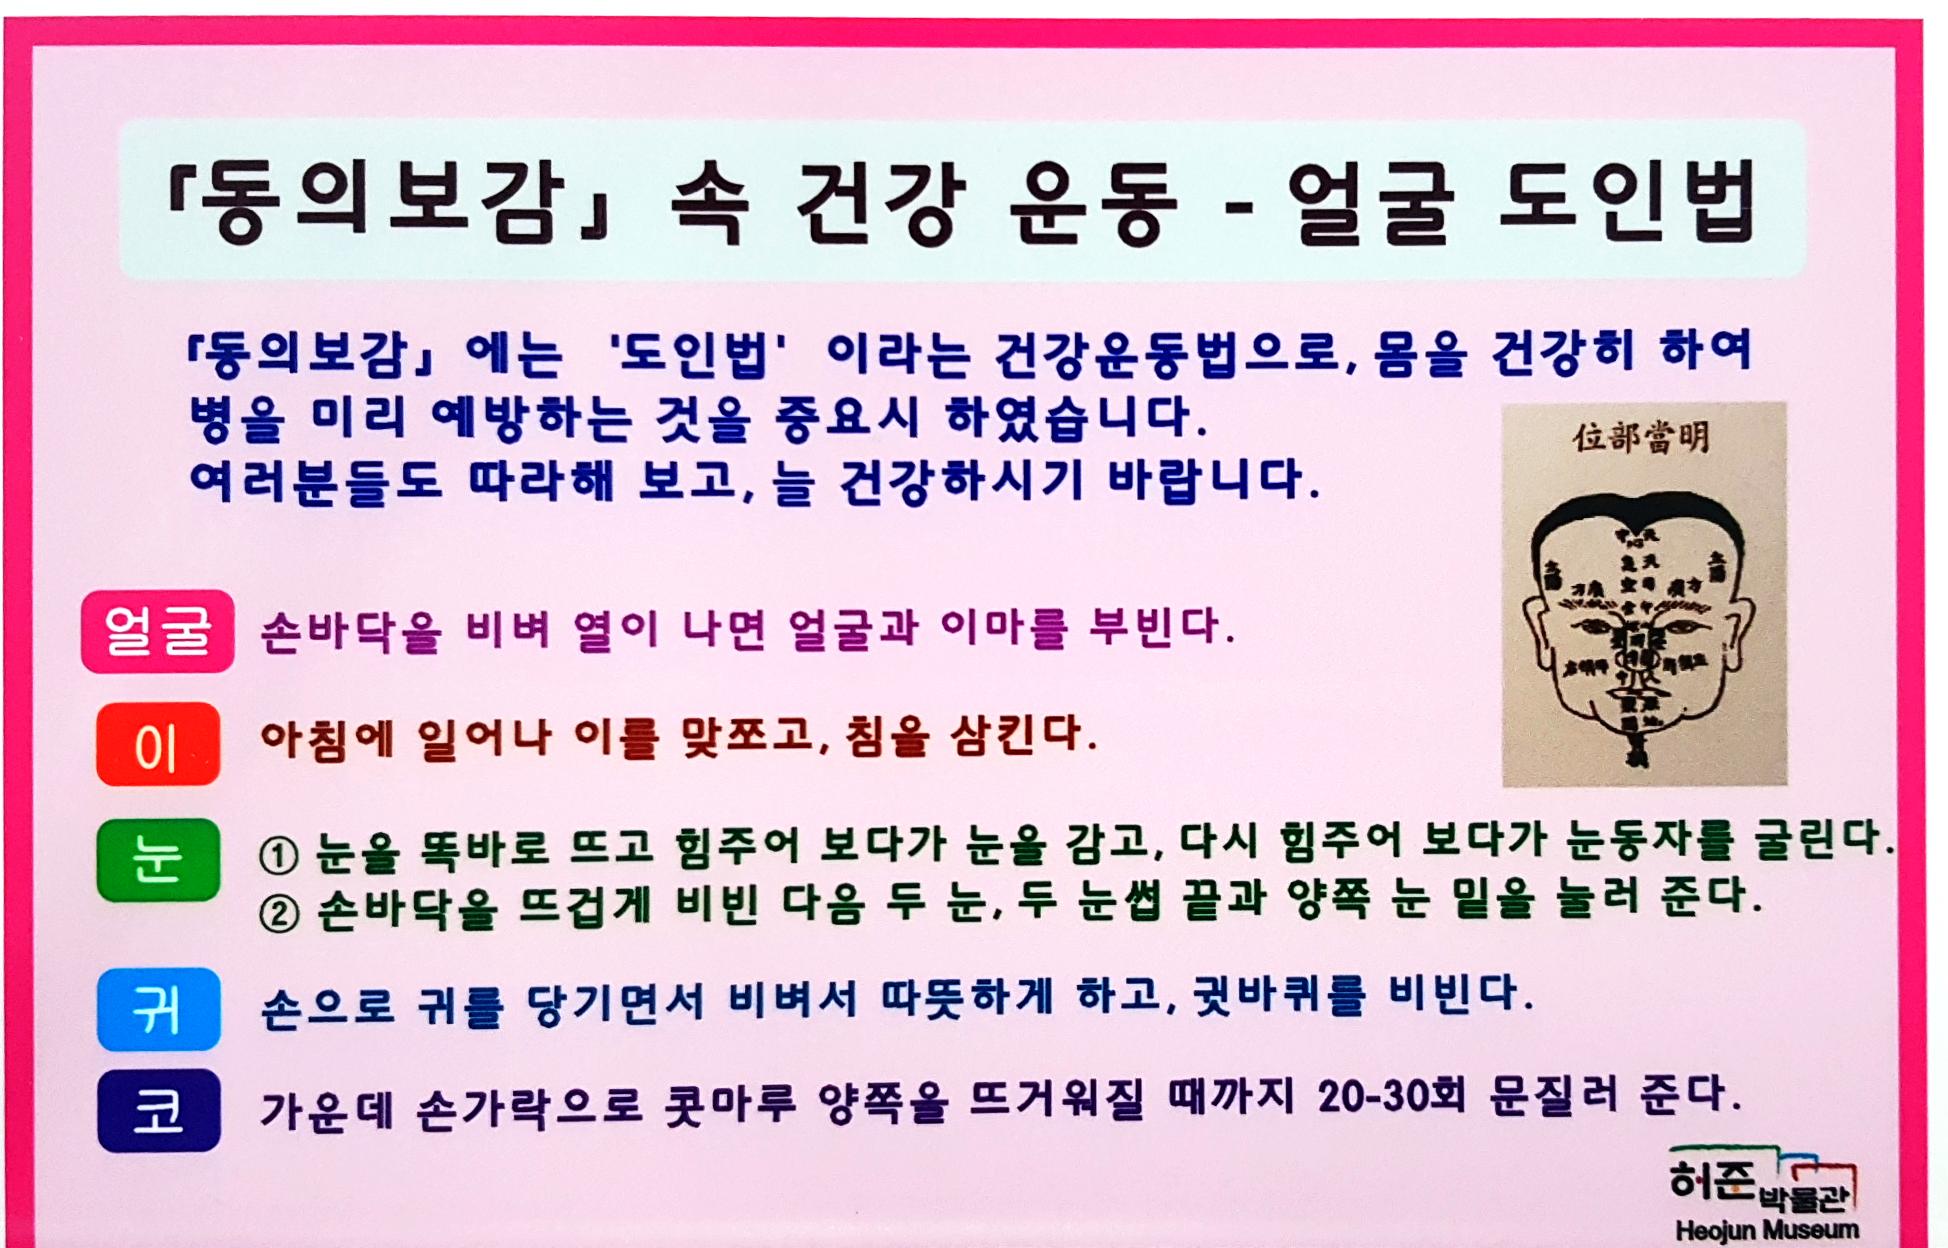 「동의보감」 속 건강 운동 - 얼굴 도인법
「동의보감」 에는 '도인법' 이라는 건강운동법으로, 몸을 건강히 하여
병을 미리 예방하는 것을 중요시 하였습니다.
여러분들도 따라해 보고, 늘 건강하시기 바랍니다.
位部當明
얼굴 손바닥을 비벼 열이 나면 얼굴과 이마를 부빈다.
이 아침에 일어나 이를 맞쪼고, 침을 삼킨다.
눈 ① 눈을 똑바로 뜨고 힘주어 보다가 눈을 감고, 다시 힘주어 보다가 눈동자를 굴린다.
② 손바닥을 뜨겁게 비빈 다음 두 눈, 두 눈썹 끝과 양쪽 눈 밑을 눌러 준다.
귀 손으로 귀를 당기면서 비벼서 따뜻하게 하고, 귓바퀴를 비빈다.
코 가운데 손가락으로 콧마루 양쪽을 뜨거워질 때까지 20-30회 문질러 준다.
허준박물관
Heojun Museum